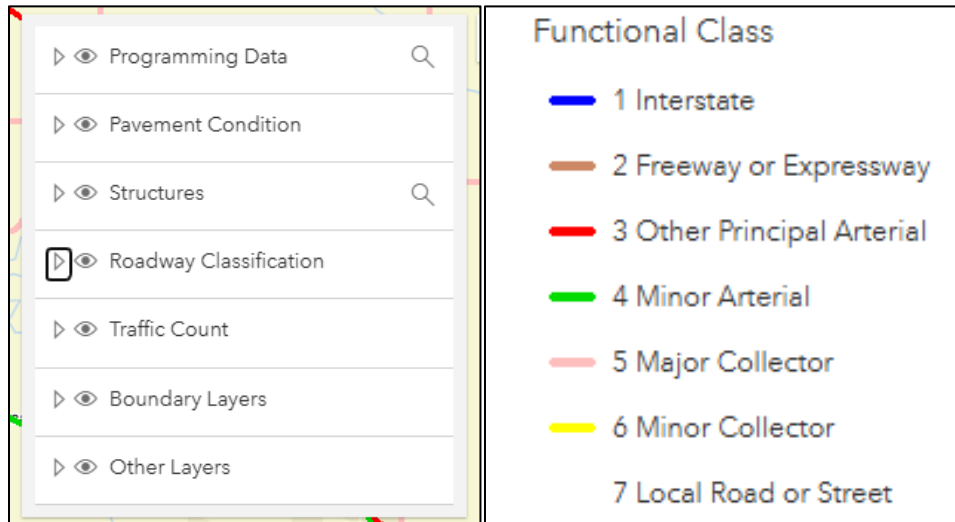 Programming Data
Pavement Condition
Structures
Roadway Classification
Traffic Count
Boundary Layers
Other Layers
Functional Class
1 Interstate
2 Freeway or Expressway
3 Other Principal Arterial
4 Minor Arterial
5 Major Collector
6 Minor Collector
7 Local Road or Street